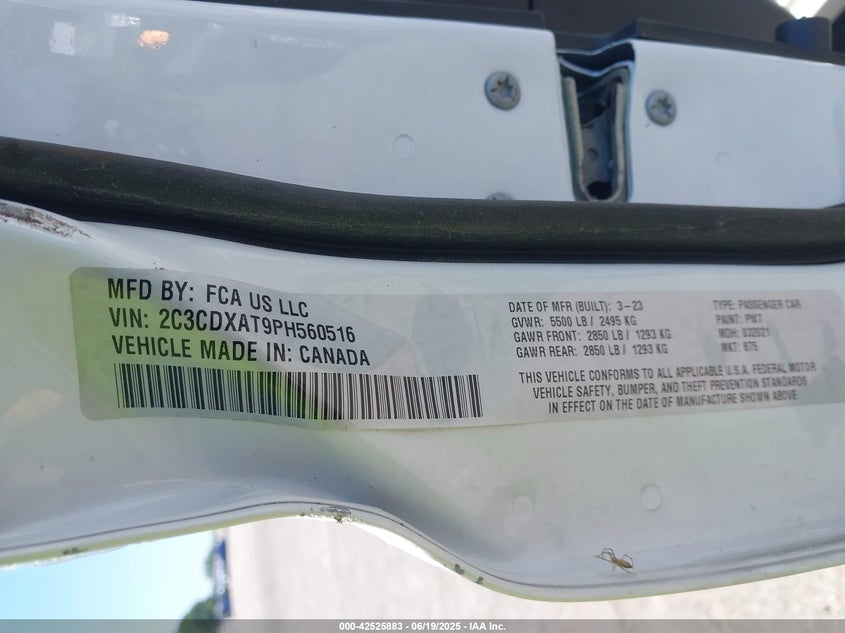 MFD BY: FCA US LLC
VIN: 2C3CDXAT9PH560516
VEHICLE MADE IN: CANADA
DATE OF MFR (BUILT): 3-23
GVWR: 5500 LB / 2495 KG
GAWR FRONT: 2850 LB / 1293 KG
GAWR REAR: 2850 LB / 1293 KG
TYPE: PASSENGER CAR
PAINT: PW7
MDH: 032921
MKT: 875
THIS VEHICLE CONFORMS TO ALL APPLICABLE U.S.A. FEDERAL MOTOR
VEHICLE SAFETY, BUMPER, AND THEFT PREVENTION STANDARDS
IN EFFECT ON THE DATE OF MANUFACTURE SHOWN ABOVE
000-42525883 - 06/19/2025 - IAA Inc.